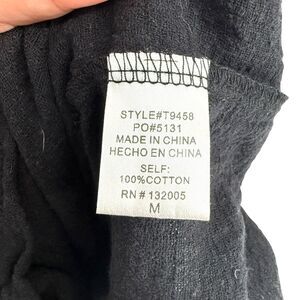 STYLE#T9458
PO#5131
MADE IN CHINA
HECHO EN CHINA
SELF:
100%COTTON
RN # 132005
M